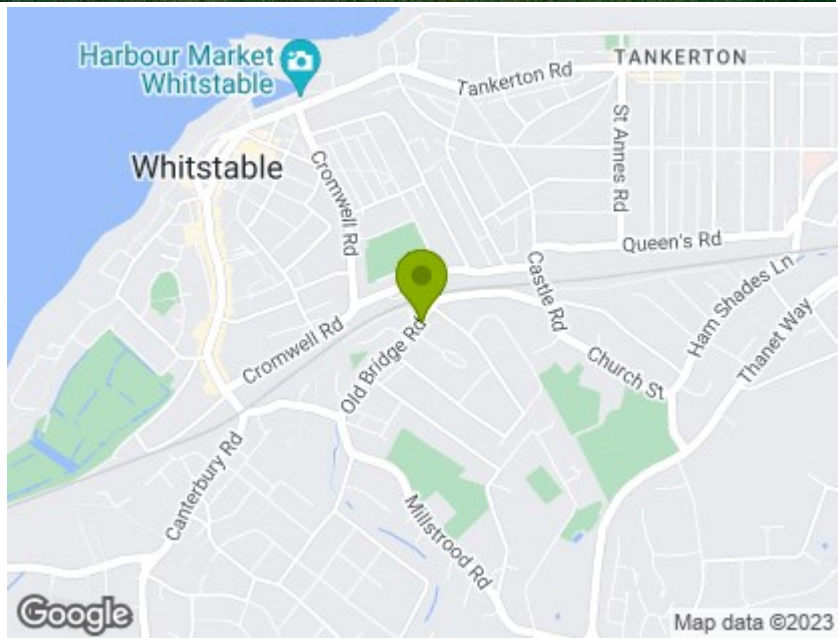 Harbour Market
Whitstable
TANKERTON
Tankerton Rd
St Annes Rd
Whitstable
Cromwell Rd
Queen's Rd
Castle Rd
Ham Shades Ln
Thanet Way
Cromwell Rd
Old Bridge Rd
Church St
Canterbury Rd
Millstrood Rd
Google
Map data ©2023